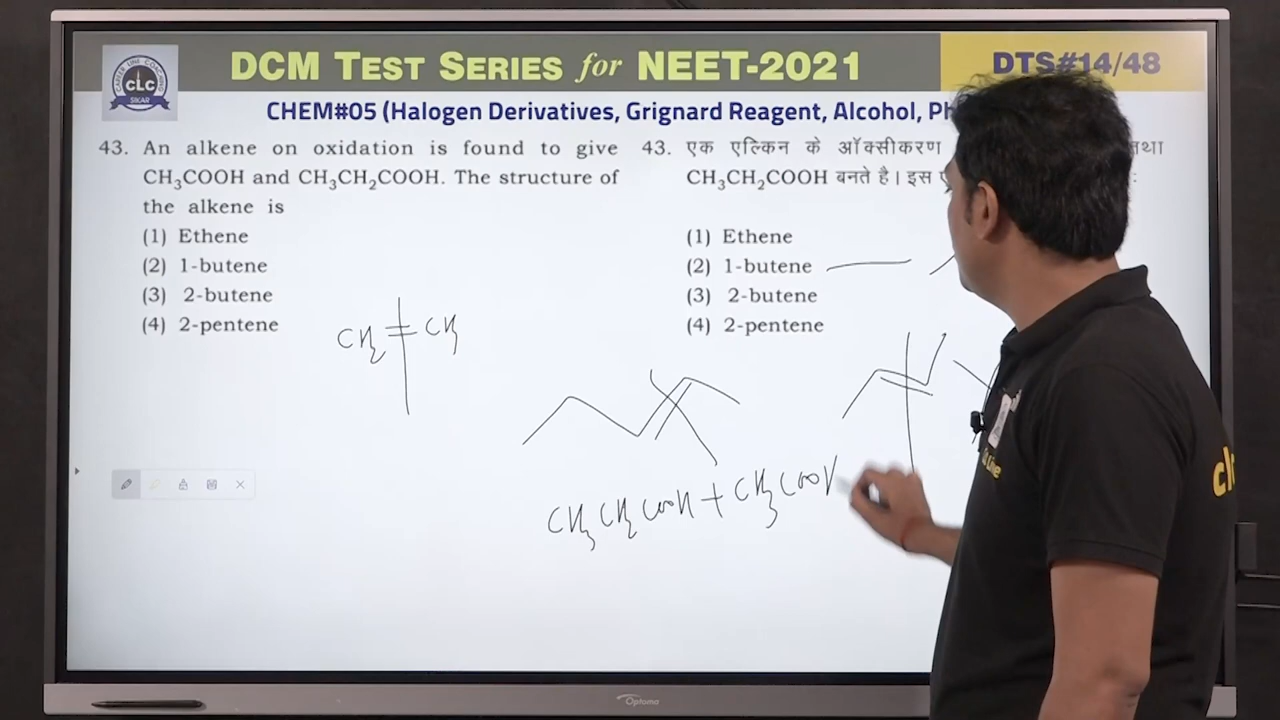 DCM TEST SERIES for NEET-2021
DTS#14/48
CAREER LINE COACHING
CLC
SIKAR
CHEM#05 (Halogen Derivatives, Grignard Reagent, Alcohol,
43. An alkene on oxidation is found to give
CH₃COOH and CH₃CH₂COOH. The structure of
the alkene is
(1) Ethene
(2) 1-butene
(3) 2-butene
(4) 2-pentene
43. एक एल्किन के ऑक्सीकरण
CH₃CH₂COOH बनते है। इस
(1) Ethene
(2) 1-butene
(3) 2-butene
(4) 2-pentene
CH₂ = CH₂
CH₃CH₂COOH + CH₃COOH
Optoma